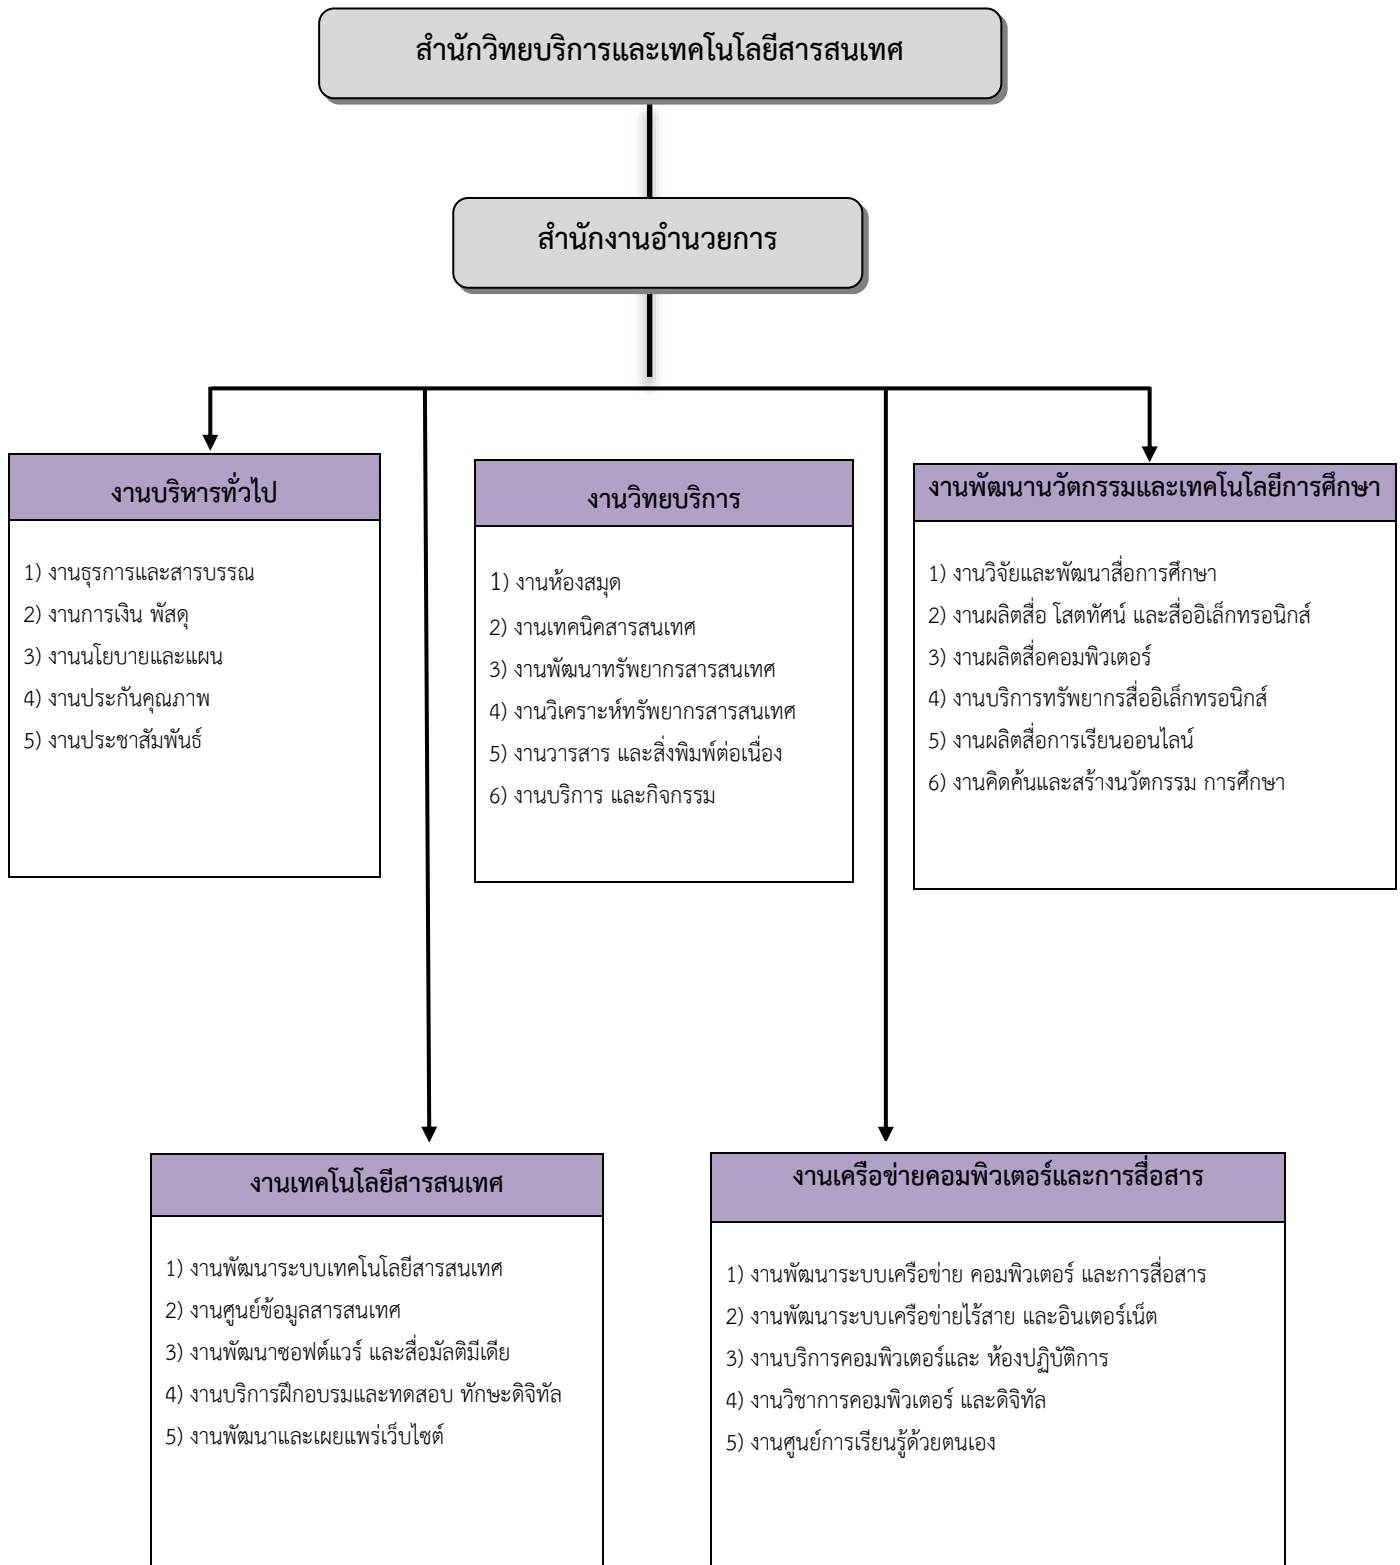 สำนักวิทยบริการและเทคโนโลยีสารสนเทศ
สำนักงานอำนวยการ
งานบริหารทั่วไป
1) งานธุรการและสารบรรณ
2) งานการเงิน พัสดุ
3) งานนโยบายและแผน
4) งานประกันคุณภาพ
5) งานประชาสัมพันธ์
งานวิทยบริการ
1) งานห้องสมุด
2) งานเทคนิคสารสนเทศ
3) งานพัฒนาทรัพยากรสารสนเทศ
4) งานวิเคราะห์ทรัพยากรสารสนเทศ
5) งานวารสาร และสิ่งพิมพ์ต่อเนื่อง
6) งานบริการ และกิจกรรม
งานพัฒนานวัตกรรมและเทคโนโลยีการศึกษา
1) งานวิจัยและพัฒนาสื่อการศึกษา
2) งานผลิตสื่อ โสตทัศน์ และสื่ออิเล็กทรอนิกส์
3) งานผลิตสื่อคอมพิวเตอร์
4) งานบริการทรัพยากรสื่ออิเล็กทรอนิกส์
5) งานผลิตสื่อการเรียนออนไลน์
6) งานคิดค้นและสร้างนวัตกรรม การศึกษา
งานเทคโนโลยีสารสนเทศ
1) งานพัฒนาระบบเทคโนโลยีสารสนเทศ
2) งานศูนย์ข้อมูลสารสนเทศ
3) งานพัฒนาซอฟต์แวร์ และสื่อมัลติมีเดีย
4) งานบริการฝึกอบรมและทดสอบ ทักษะดิจิทัล
5) งานพัฒนาและเผยแพร่เว็บไซต์
งานเครือข่ายคอมพิวเตอร์และการสื่อสาร
1) งานพัฒนาระบบเครือข่าย คอมพิวเตอร์ และการสื่อสาร
2) งานพัฒนาระบบเครือข่ายไร้สาย และอินเตอร์เน็ต
3) งานบริการคอมพิวเตอร์และ ห้องปฏิบัติการ
4) งานวิชาการคอมพิวเตอร์ และดิจิทัล
5) งานศูนย์การเรียนรู้ด้วยตนเอง